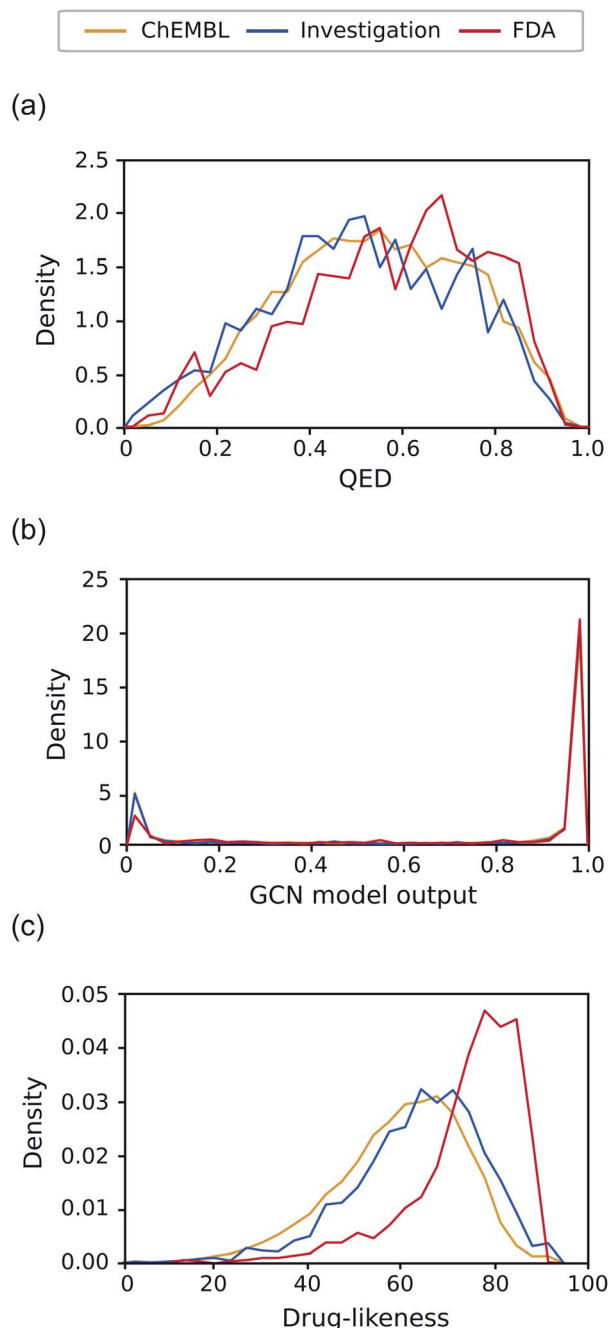 ChEMBL Investigation FDA
(a)
2.5
2.0
1.5
1.0
0.5
0.0
Density
0 0.2 0.4 0.6 0.8 1.0
QED
(b)
25
20
15
10
5
0
Density
0 0.2 0.4 0.6 0.8 1.0
GCN model output
(c)
0.05
0.04
0.03
0.02
0.01
0.00
Density
0 20 40 60 80 100
Drug-likeness